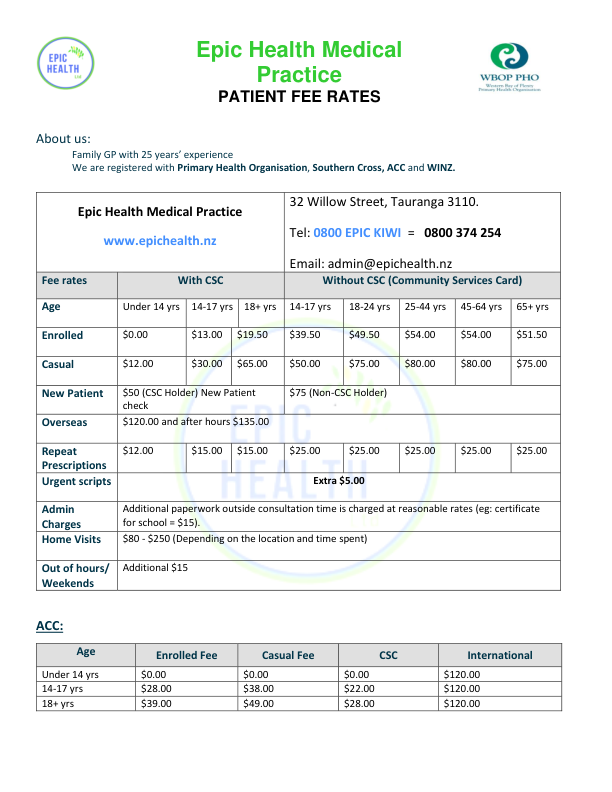 EPIC
HEALTH
Ltd
Epic Health Medical
Practice
PATIENT FEE RATES
WBOP PHO
Western Bay of Plenty
Primary Health Organisation
About us:
Family GP with 25 years’ experience
We are registered with Primary Health Organisation, Southern Cross, ACC and WINZ.
Epic Health Medical Practice
www.epichealth.nz
32 Willow Street, Tauranga 3110.
Tel: 0800 EPIC KIWI = 0800 374 254
Email: admin@epichealth.nz
Fee rates With CSC Without CSC (Community Services Card)
Age Under 14 yrs 14-17 yrs 18+ yrs 14-17 yrs 18-24 yrs 25-44 yrs 45-64 yrs 65+ yrs
Enrolled $0.00 $13.00 $19.50 $39.50 $49.50 $54.00 $54.00 $51.50
Casual $12.00 $30.00 $65.00 $50.00 $75.00 $80.00 $80.00 $75.00
New Patient $50 (CSC Holder) New Patient $75 (Non-CSC Holder)
check
Overseas $120.00 and after hours $135.00
Repeat $12.00 $15.00 $15.00 $25.00 $25.00 $25.00 $25.00 $25.00
Prescriptions
Urgent scripts Extra $5.00
Admin Additional paperwork outside consultation time is charged at reasonable rates (eg: certificate
Charges for school = $15).
Home Visits $80 - $250 (Depending on the location and time spent)
Out of hours/ Additional $15
Weekends
EPIC
HEALTH
ACC:
Age Enrolled Fee Casual Fee CSC International
Under 14 yrs $0.00 $0.00 $0.00 $120.00
14-17 yrs $28.00 $38.00 $22.00 $120.00
18+ yrs $39.00 $49.00 $28.00 $120.00